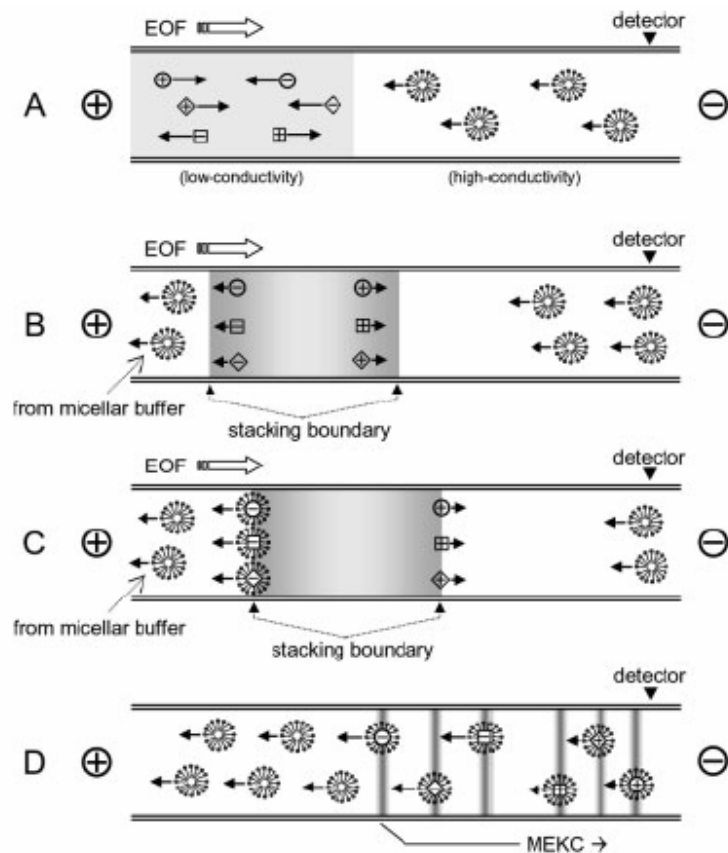 EOF
detector
A
(low-conductivity) (high-conductivity)
EOF
detector
B
from micellar buffer
stacking boundary
EOF
detector
C
from micellar buffer
stacking boundary
detector
D
MEKC →